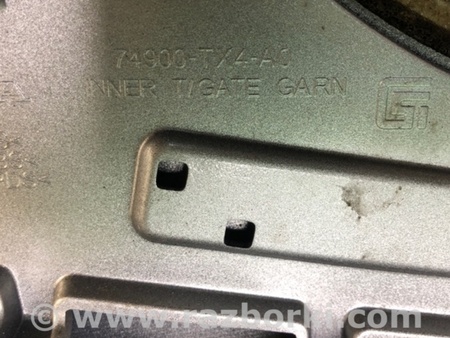 74900-TX4-A0
INNER T/GATE GARN
© www.razborka.com